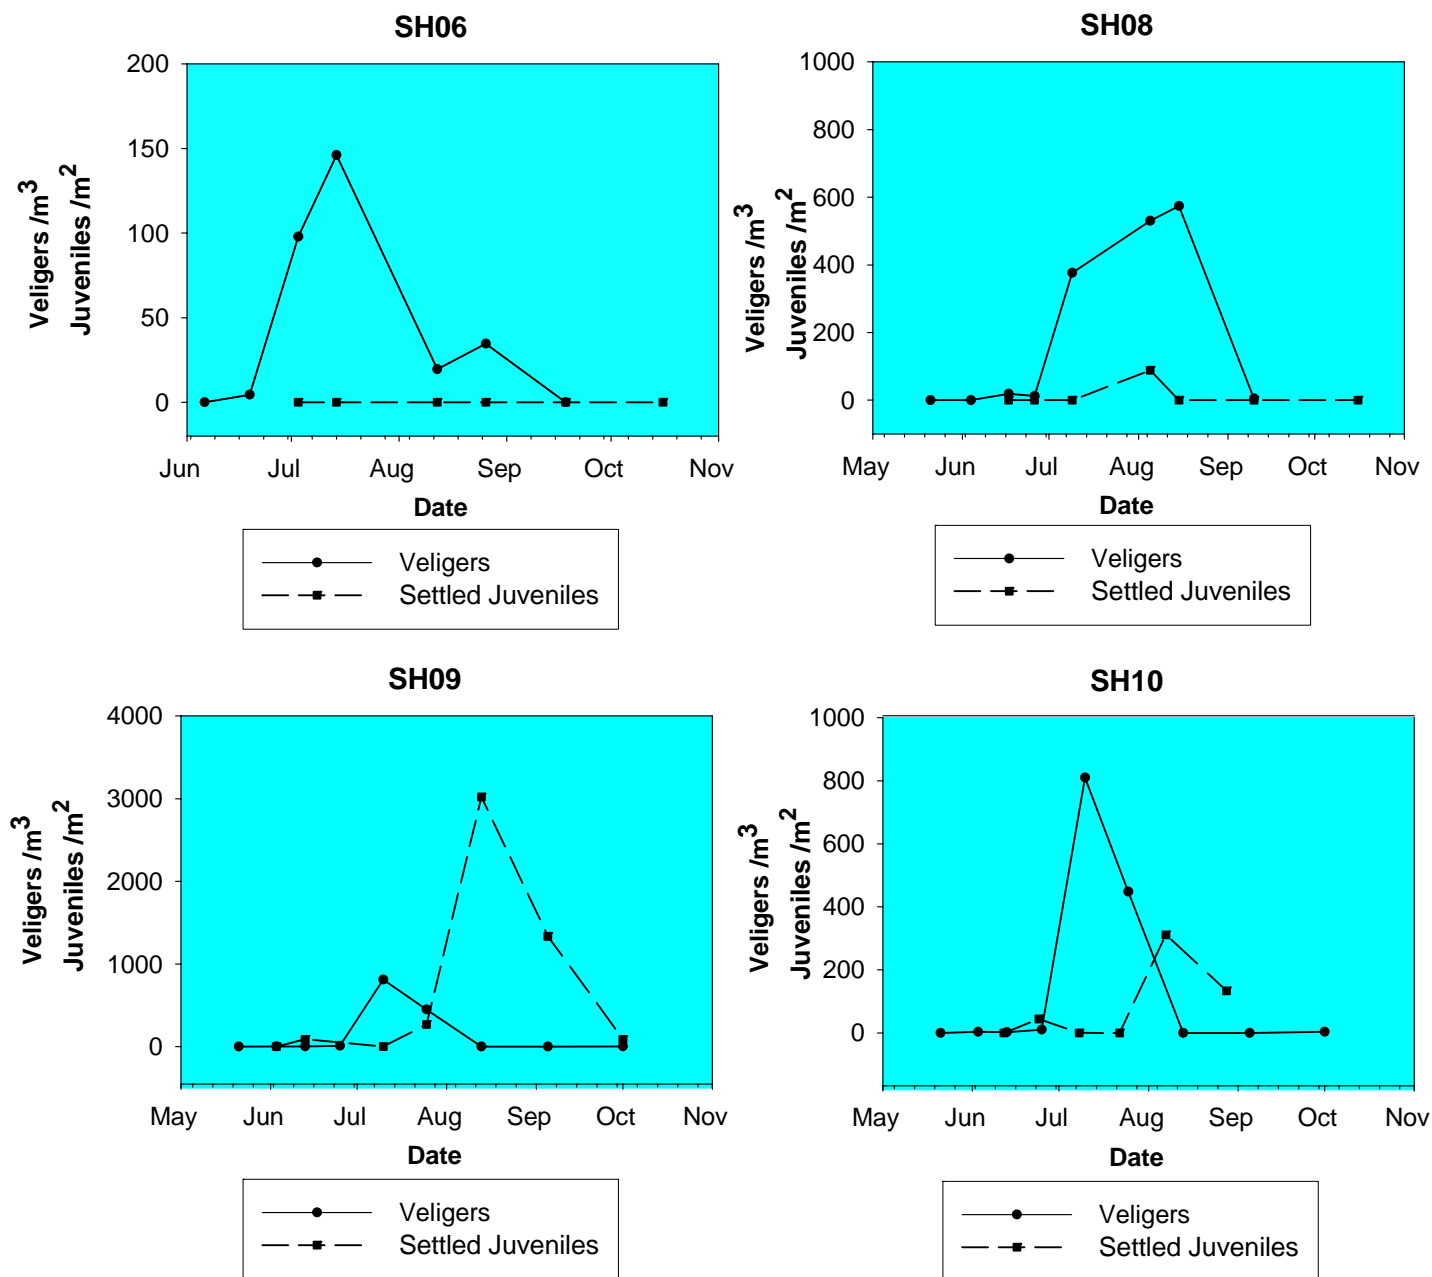 SH06
200
150
100
50
0
Veligers /m3
Juveniles /m2
Jun Jul Aug Sep Oct Nov
Date
Veligers
Settled Juveniles
SH08
1000
800
600
400
200
0
Veligers /m3
Juveniles /m2
May Jun Jul Aug Sep Oct Nov
Date
Veligers
Settled Juveniles
SH09
4000
3000
2000
1000
0
Veligers /m3
Juveniles /m2
May Jun Jul Aug Sep Oct Nov
Date
Veligers
Settled Juveniles
SH10
1000
800
600
400
200
0
Veligers /m3
Juveniles /m2
May Jun Jul Aug Sep Oct Nov
Date
Veligers
Settled Juveniles